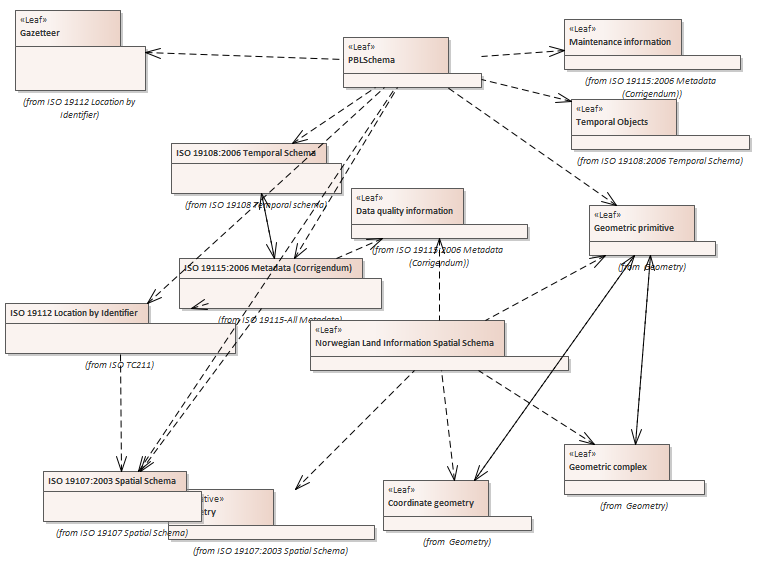 «Leaf»
Gazetteer
(from ISO 19112 Location by
Identifier)
«Leaf»
PBLSchema
«Leaf»
Maintenance information
(from ISO 19115:2006 Metadata
(Corrigendum))
«Leaf»
Temporal Objects
(from ISO 19108:2006 Temporal Schema)
ISO 19108:2006 Temporal Schema
(from ISO 19108 Temporal schema)
«Leaf»
Data quality information
(from ISO 19115:2006 Metadata
(Corrigendum))
«Leaf»
Geometric primitive
(from Geometry)
ISO 19115:2006 Metadata (Corrigendum)
(from ISO 19115-All Metadata)
ISO 19112 Location by Identifier
(from ISO TC211)
«Leaf»
Norwegian Land Information Spatial Schema
«Leaf»
Geometric complex
(from Geometry)
ISO 19107:2003 Spatial Schema
(from ISO 19107 Spatial Schema)
«Leaf»
Coordinate geometry
(from Geometry)
tive»
etry
(from ISO 19107:2003 Spatial Schema)